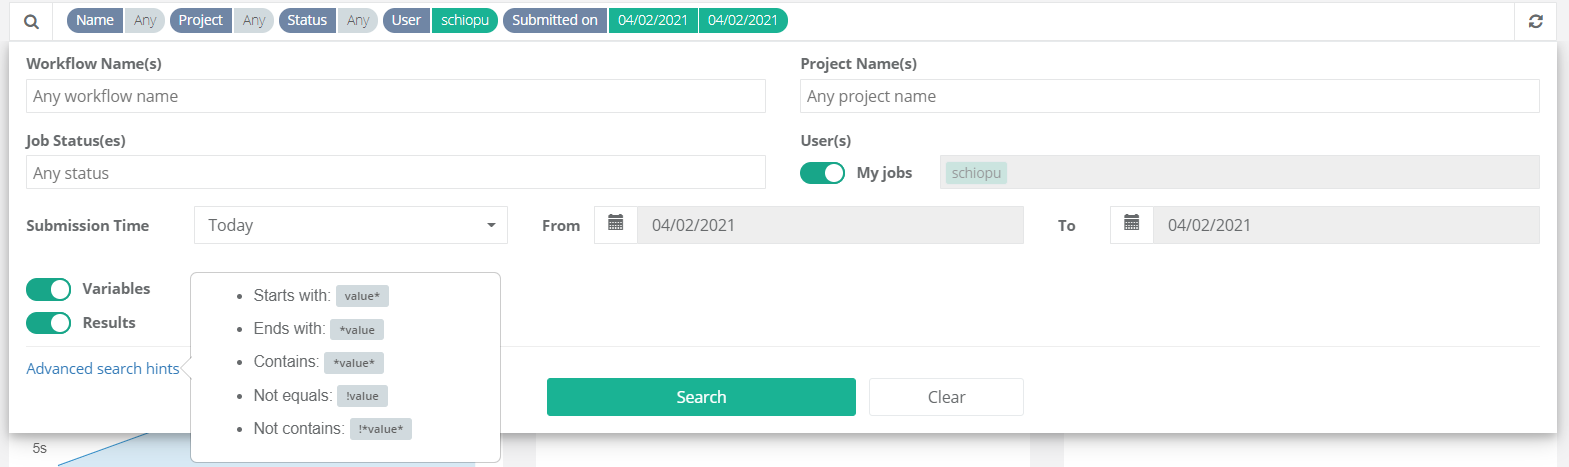 Name Any Project Any Status Any User schiopu Submitted on 04/02/2021 04/02/2021
Workflow Name(s)
Project Name(s)
Any workflow name
Any project name
Job Status(es)
User(s)
Any status
My jobs
schiopu
Submission Time
Today
From
04/02/2021
To
04/02/2021
Variables
Results
Advanced search hints
• Starts with: value*
• Ends with: *value
• Contains: *value*
• Not equals: !value
• Not contains: !*value*
Search
Clear
5s